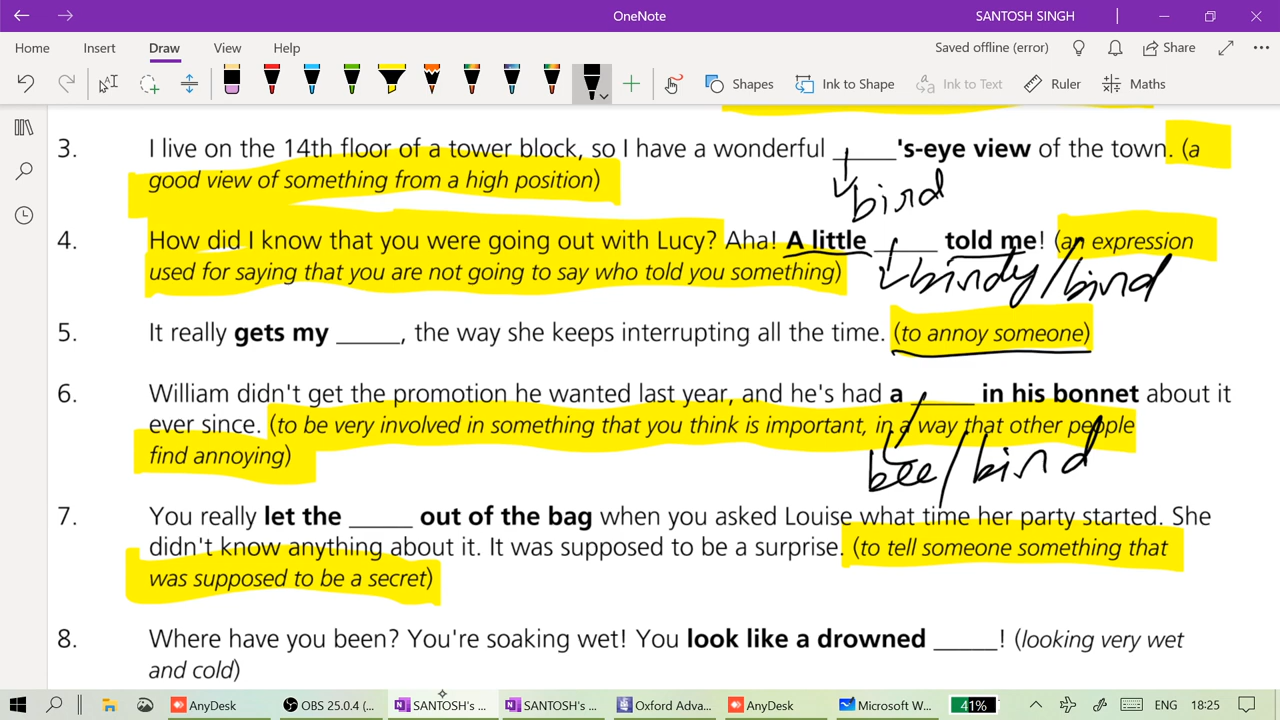 OneNote
SANTOSH SINGH
Home Insert Draw View Help
Saved offline (error)
Share
Shapes
Ink to Shape
Ink to Text
Ruler
Maths
3. I live on the 14th floor of a tower block, so I have a wonderful _____'s-eye view of the town. (a
good view of something from a high position)
bird
4. How did I know that you were going out with Lucy? Aha! A little _____ told me! (an expression
used for saying that you are not going to say who told you something)
birdy/bird
5. It really gets my _____, the way she keeps interrupting all the time. (to annoy someone)
6. William didn't get the promotion he wanted last year, and he's had a _____ in his bonnet about it
ever since. (to be very involved in something that you think is important, in a way that other people
find annoying)
bee/bird
7. You really let the _____ out of the bag when you asked Louise what time her party started. She
didn't know anything about it. It was supposed to be a surprise. (to tell someone something that
was supposed to be a secret)
8. Where have you been? You're soaking wet! You look like a drowned _____! (looking very wet
and cold)
AnyDesk
OBS 25.0.4 (...
SANTOSH's ...
SANTOSH's ...
Oxford Adva...
AnyDesk
Microsoft W...
41%
ENG
18:25